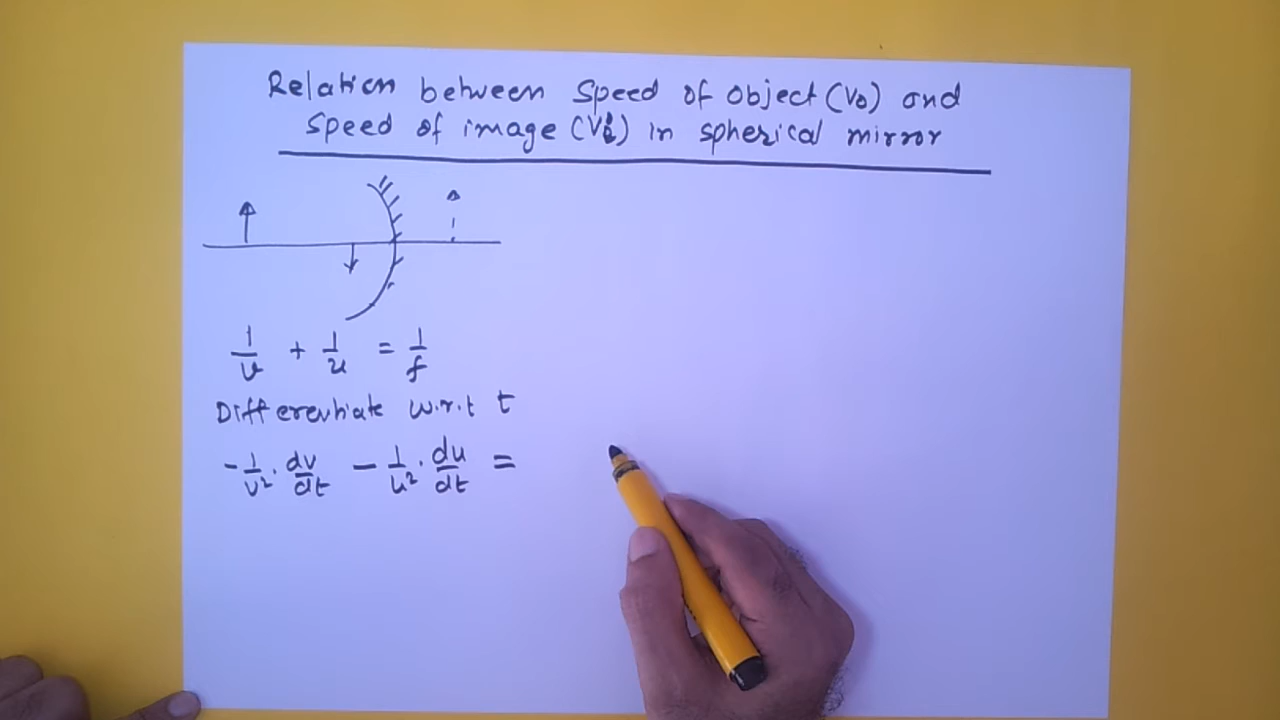 Relation between speed of object (Vo) and
speed of image (Vi) in spherical mirror
1/v + 1/u = 1/f
Differentiate w.r.t t
- 1/v² . dv/dt - 1/u² . du/dt =